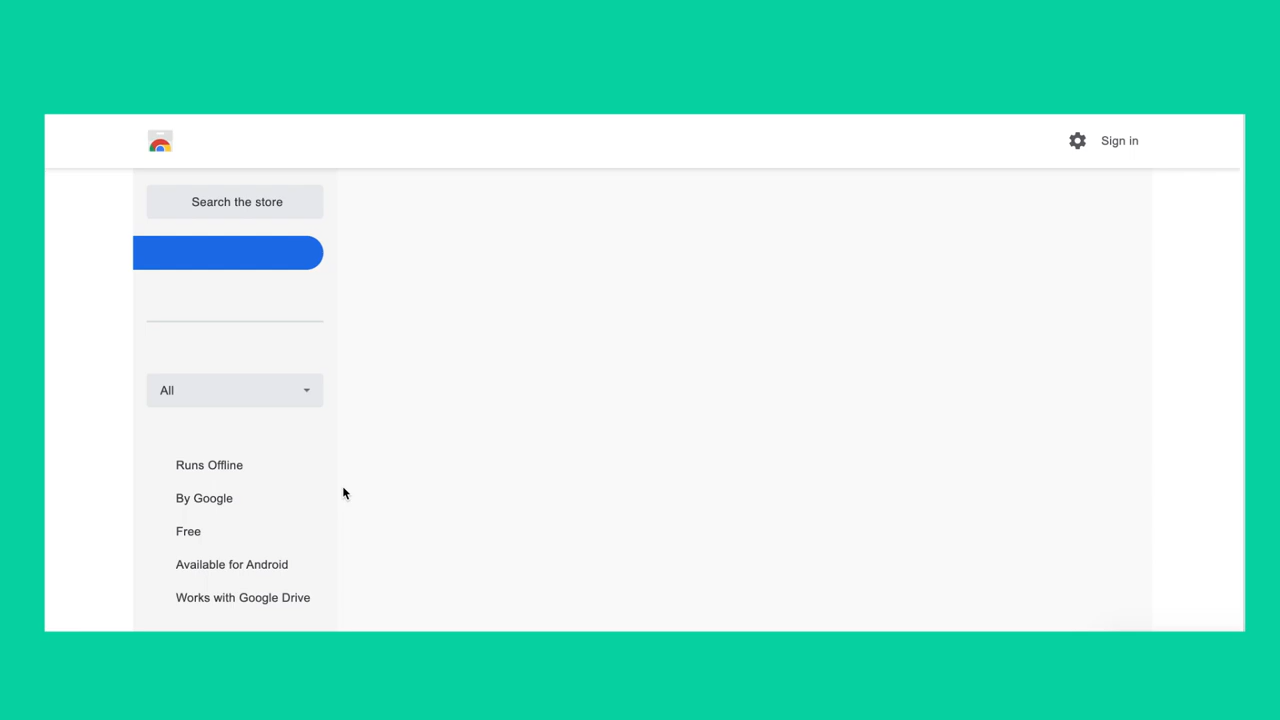 Sign in
Search the store
All
Runs Offline
By Google
Free
Available for Android
Works with Google Drive